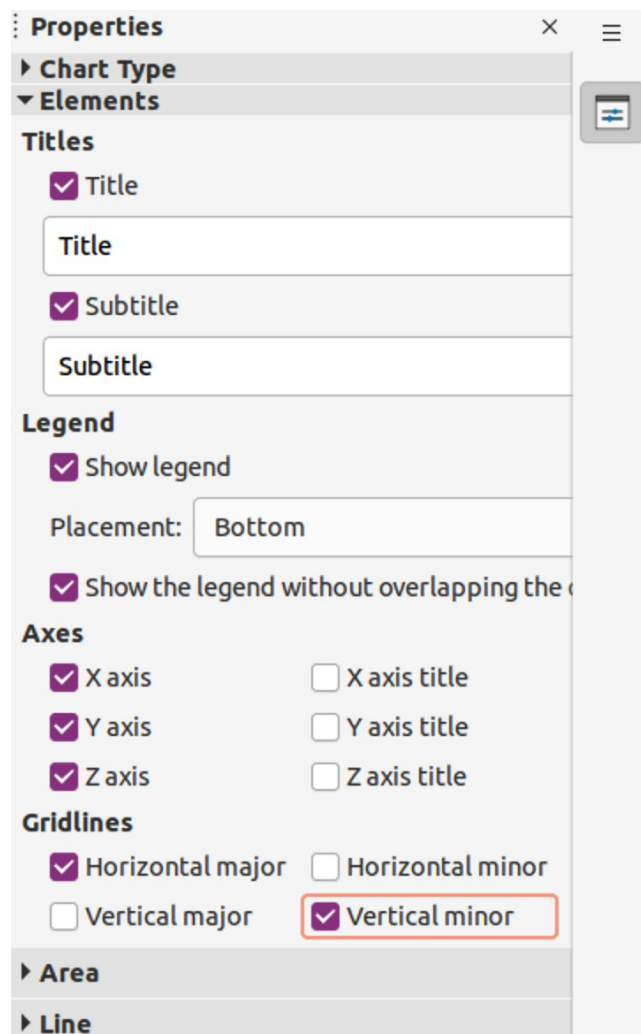 Properties
Chart Type
Elements
Titles
Title
Title
Subtitle
Subtitle
Legend
Show legend
Placement: Bottom
Show the legend without overlapping the
Axes
X axis X axis title
Y axis Y axis title
Z axis Z axis title
Gridlines
Horizontal major Horizontal minor
Vertical major Vertical minor
Area
Line